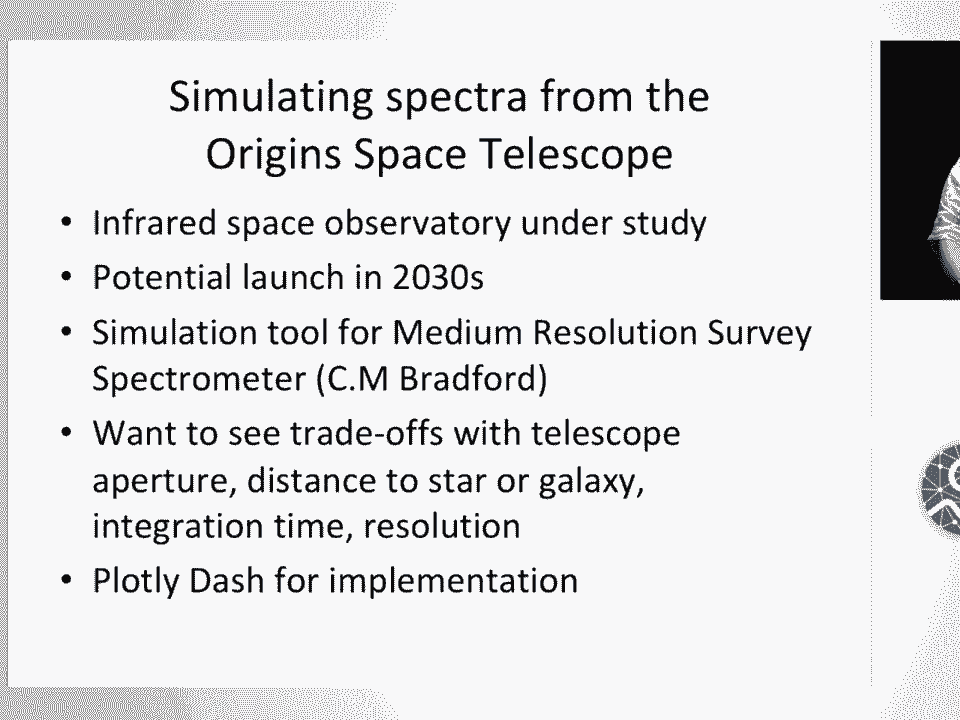 Simulating spectra from the
Origins Space Telescope
• Infrared space observatory under study
• Potential launch in 2030s
• Simulation tool for Medium Resolution Survey
Spectrometer (C.M Bradford)
• Want to see trade-offs with telescope
aperture, distance to star or galaxy,
integration time, resolution
• Plotly Dash for implementation